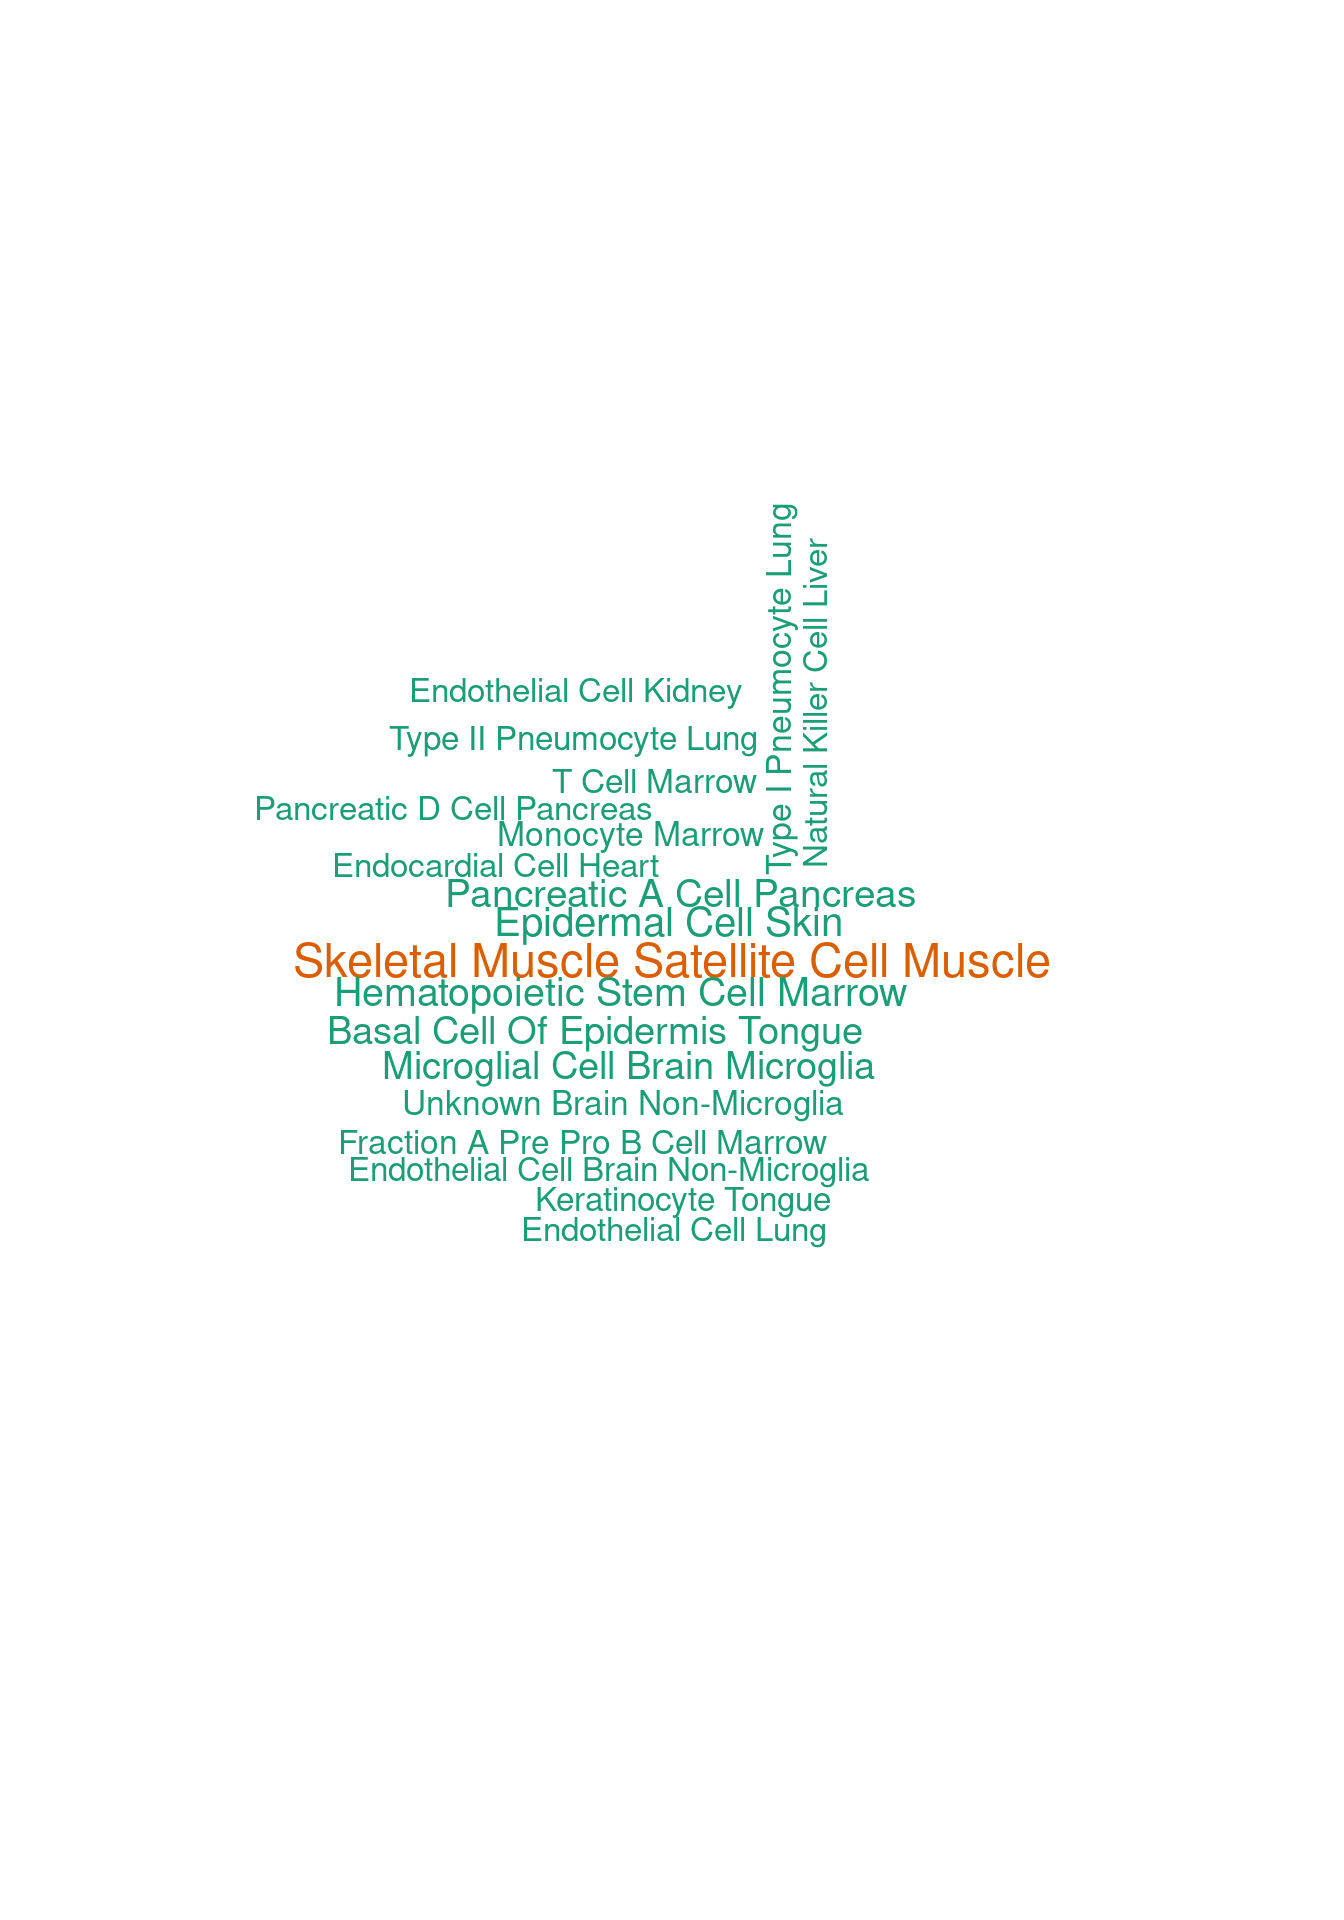 Type I Pneumocyte Lung
Natural Killer Cell Liver
Endothelial Cell Kidney
Type II Pneumocyte Lung
T Cell Marrow
Pancreatic D Cell Pancreas
Monocyte Marrow
Endocardial Cell Heart
Pancreatic A Cell Pancreas
Epidermal Cell Skin
Skeletal Muscle Satellite Cell Muscle
Hematopoietic Stem Cell Marrow
Basal Cell Of Epidermis Tongue
Microglial Cell Brain Microglia
Unknown Brain Non-Microglia
Fraction A Pre Pro B Cell Marrow
Endothelial Cell Brain Non-Microglia
Keratinocyte Tongue
Endothelial Cell Lung